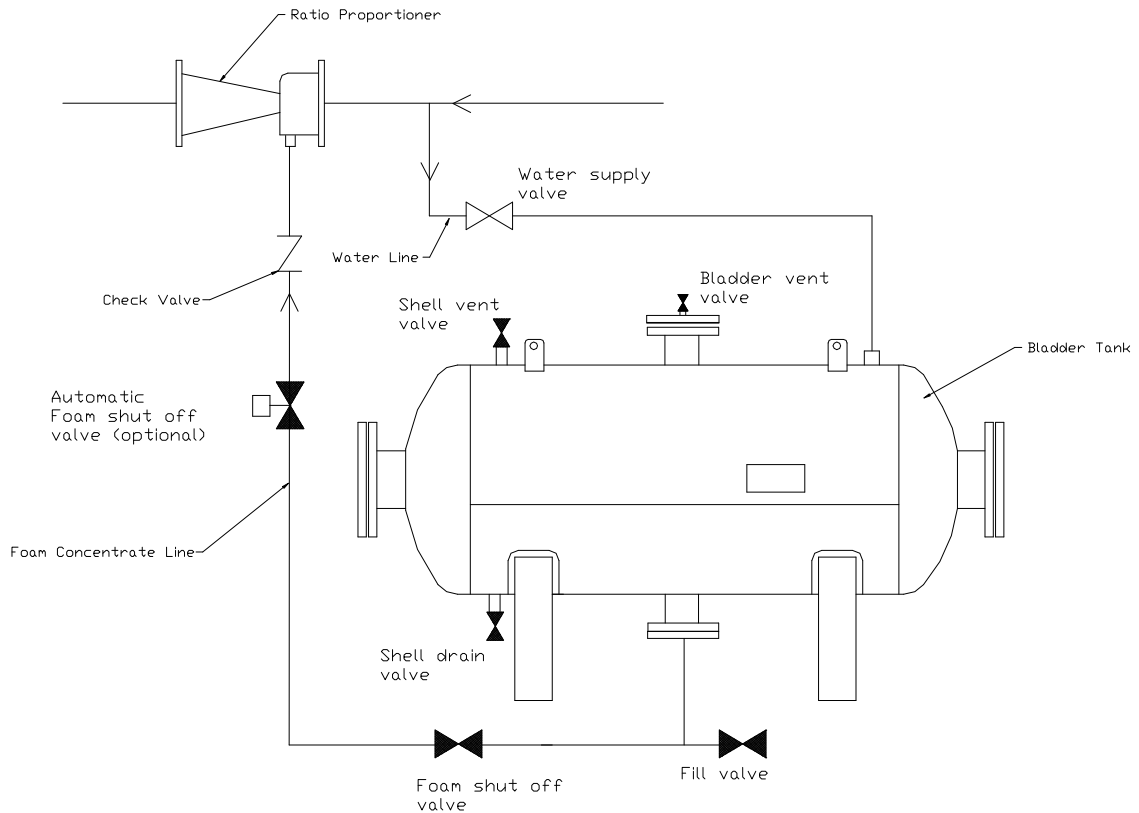 Ratio Proportioner
Water supply
valve
Water Line
Bladder vent
valve
Check Valve
Shell vent
valve
Bladder Tank
Automatic
Foam shut off
valve (optional)
Foam Concentrate Line
Shell drain
valve
Fill valve
Foam shut off
valve